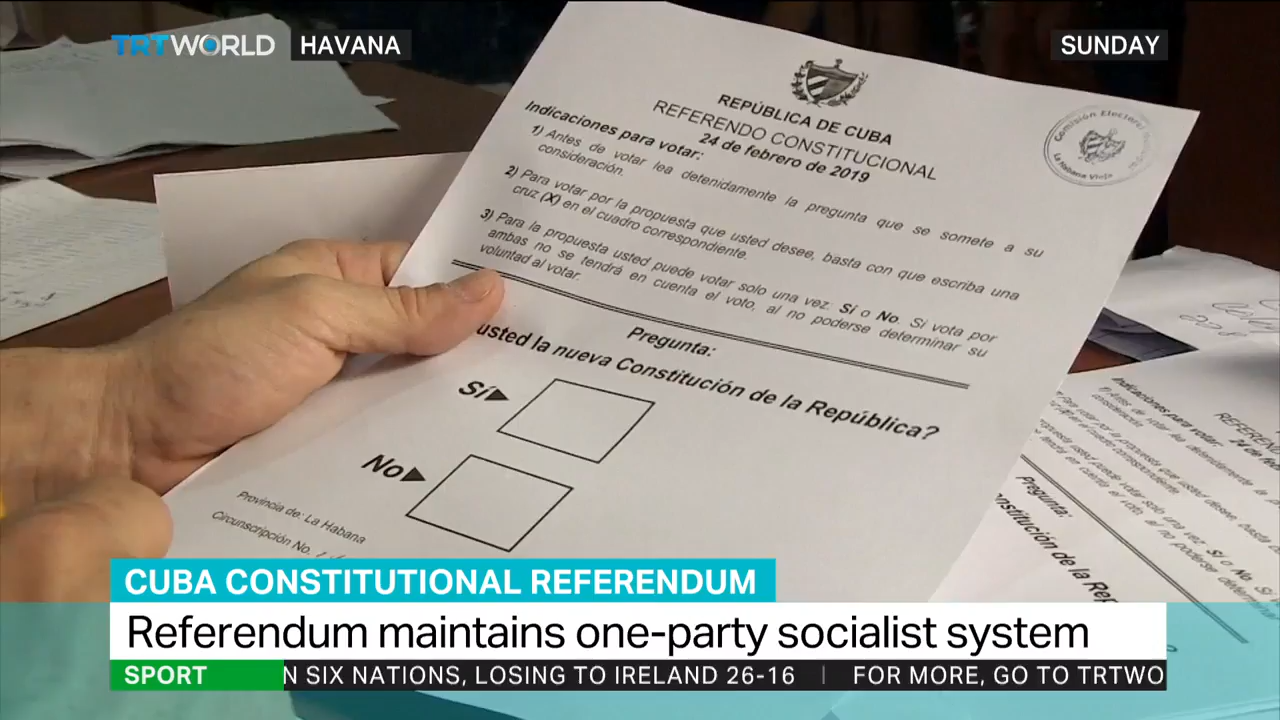 TRT WORLD
HAVANA
SUNDAY
REPÚBLICA DE CUBA
REFERENDO CONSTITUCIONAL
24 de febrero de 2019
Comisión Electoral
La Habana Vieja
Indicaciones para votar:
1) Antes de votar lea detenidamente la pregunta que se somete a su
consideración.
2) Para votar por la propuesta que usted desee, basta con que escriba una
cruz (X) en el cuadro correspondiente.
3) Para la propuesta usted puede votar solo una vez: Sí o No. Si vota por
ambas no se tendrá en cuenta el voto, al no poderse determinar su
voluntad al votar.
Pregunta:
usted la nueva Constitución de la República?
Sí
No
Provincia de: La Habana
Circunscripción No.
Indicaciones para votar
Pregunta:
CUBA CONSTITUTIONAL REFERENDUM
Referendum maintains one-party socialist system
SPORT
N SIX NATIONS, LOSING TO IRELAND 26-16 | FOR MORE, GO TO TRTWO